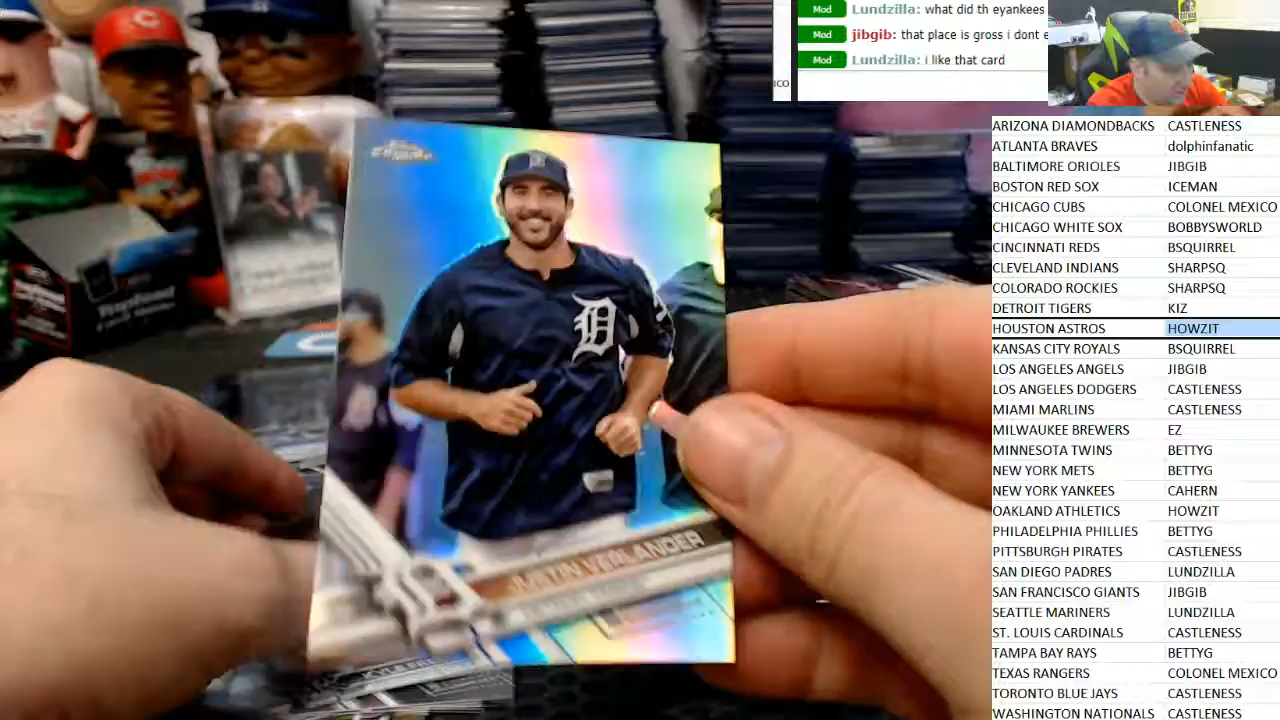 Mod Lundzilla: what did th eyankees
Mod jibgib: that place is gross i dont e
Mod Lundzilla: i like that card
ICO
ARIZONA DIAMONDBACKS CASTLENESS
ATLANTA BRAVES dolphinfanatic
BALTIMORE ORIOLES JIBGIB
BOSTON RED SOX ICEMAN
CHICAGO CUBS COLONEL MEXICO
CHICAGO WHITE SOX BOBBYSWORLD
CINCINNATI REDS BSQUIRREL
CLEVELAND INDIANS SHARPSQ
COLORADO ROCKIES SHARPSQ
DETROIT TIGERS KIZ
HOUSTON ASTROS HOWZIT
KANSAS CITY ROYALS BSQUIRREL
LOS ANGELES ANGELS JIBGIB
LOS ANGELES DODGERS CASTLENESS
MIAMI MARLINS CASTLENESS
MILWAUKEE BREWERS EZ
MINNESOTA TWINS BETTYG
NEW YORK METS BETTYG
NEW YORK YANKEES CAHERN
OAKLAND ATHLETICS HOWZIT
PHILADELPHIA PHILLIES BETTYG
PITTSBURGH PIRATES CASTLENESS
SAN DIEGO PADRES LUNDZILLA
SAN FRANCISCO GIANTS JIBGIB
SEATTLE MARINERS LUNDZILLA
ST. LOUIS CARDINALS CASTLENESS
TAMPA BAY RAYS BETTYG
TEXAS RANGERS COLONEL MEXICO
TORONTO BLUE JAYS CASTLENESS
WASHINGTON NATIONALS CASTLENESS
C
D
D
JUSTIN VERLANDER
KYLE FRE